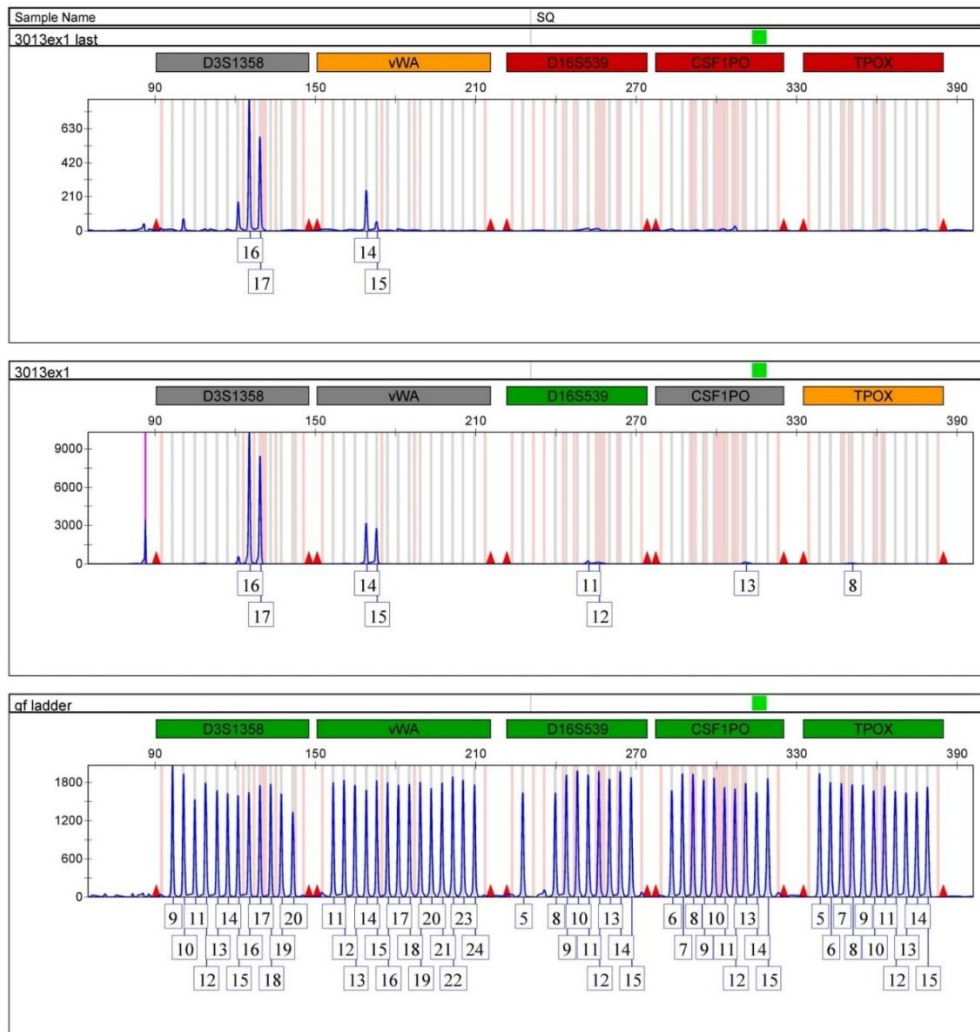 Sample Name SQ
3013ex1 last
D3S1358 vWA D16S539 CSF1PO TPOX
90 150 210 270 330 390
630
420
210
0
16 14
17 15
3013ex1
D3S1358 vWA D16S539 CSF1PO TPOX
90 150 210 270 330 390
9000
6000
3000
0
16 14 11 13 8
17 15 12
gf ladder
D3S1358 vWA D16S539 CSF1PO TPOX
90 150 210 270 330 390
1800
1200
600
0
9 11 14 17 20 11 14 17 20 23 5 8 10 13 6 8 10 13 5 7 9 11 14
10 13 16 19 12 15 18 21 24 9 11 14 7 9 11 14 6 8 10 13
12 15 18 13 16 19 22 12 15 12 15 12 15